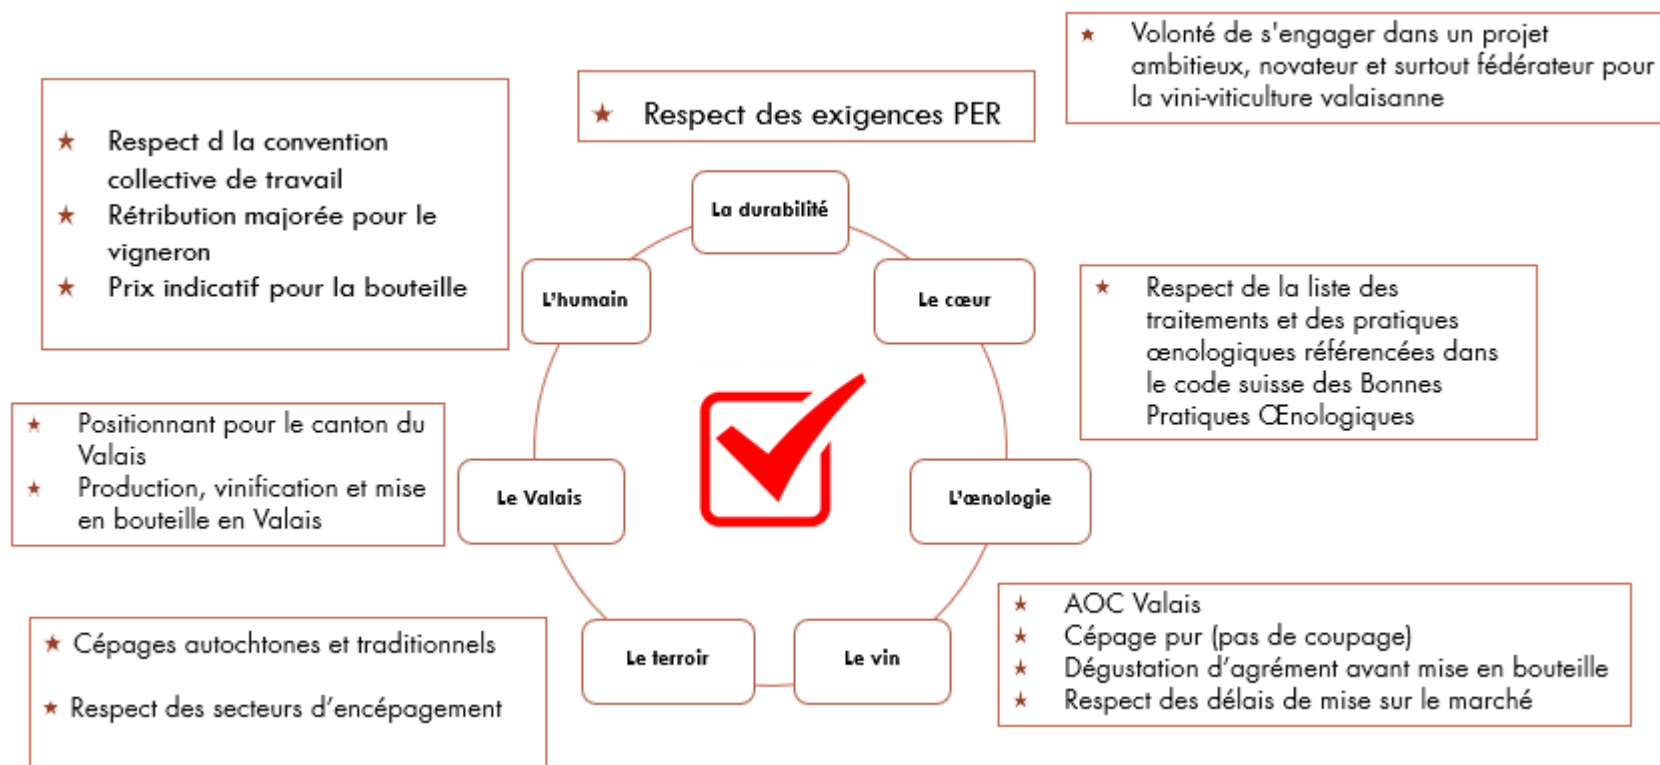 Volonté de s'engager dans un projet
ambitieux, novateur et surtout fédérateur pour
la vini-viticulture valaisanne
Respect des exigences PER
Respect d la convention
collective de travail
Rétribution majorée pour le
vigneron
Prix indicatif pour la bouteille
La durabilité
L'humain
Le cœur
Respect de la liste des
traitements et des pratiques
œnologiques référencées dans
le code suisse des Bonnes
Pratiques Œnologiques
Positionnant pour le canton du
Valais
Production, vinification et mise
en bouteille en Valais
Le Valais
L'œnologie
Cépages autochtones et traditionnels
Respect des secteurs d'encépagement
Le terroir
Le vin
AOC Valais
Cépage pur (pas de coupage)
Dégustation d'agrément avant mise en bouteille
Respect des délais de mise sur le marché